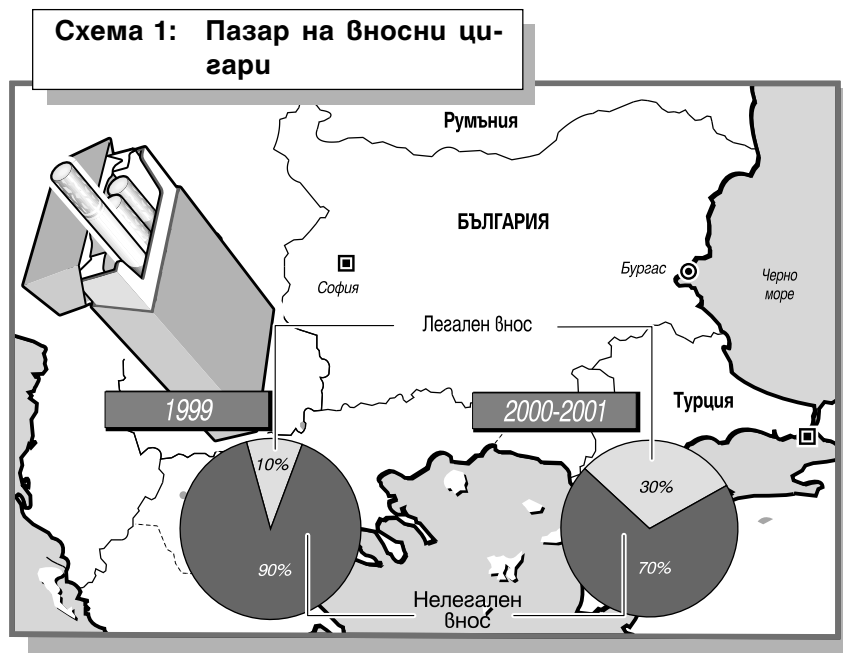 Схема 1: Пазар на вносни ци-
гари
Румъния
БЪЛГАРИЯ
София
Бургас
Черно
море
Легален внос
1999
2000-2001
Турция
10%
30%
90%
70%
Нелегален
внос